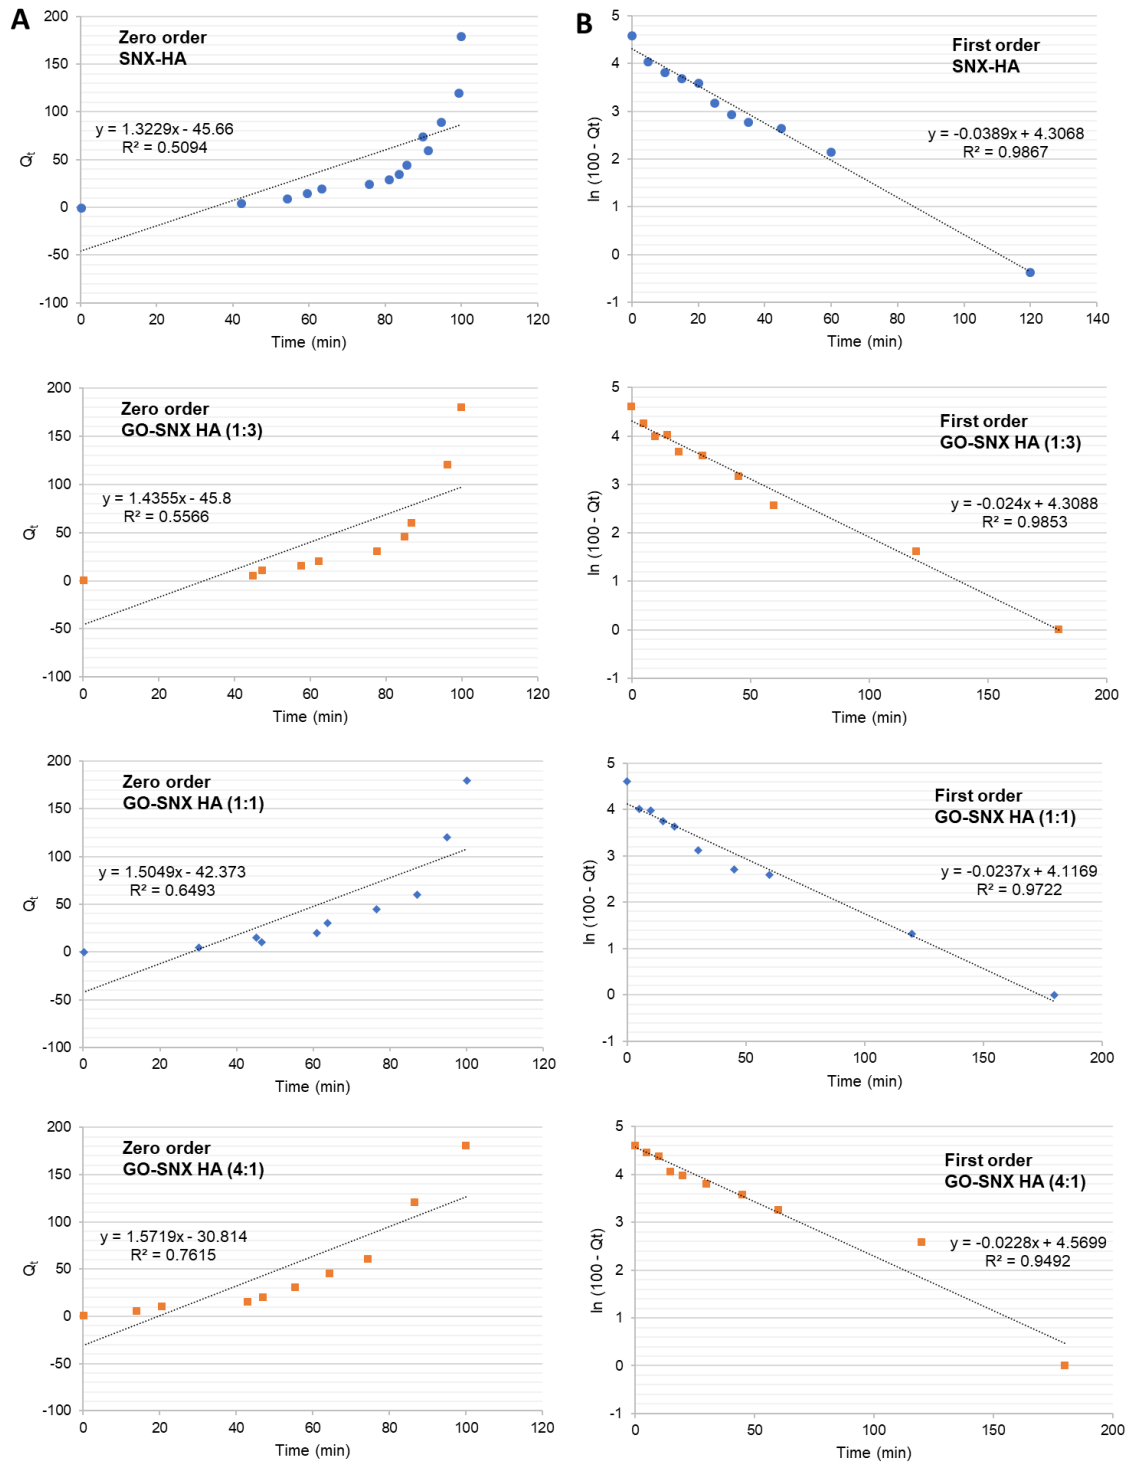 A
200
150
100
50
0
-50
-100
Qt
Zero order
SNX-HA
y = 1.3229x - 45.66
R² = 0.5094
0 20 40 60 80 100 120
Time (min)
B
5
4
3
2
1
0
-1
ln (100 - Qt)
First order
SNX-HA
y = -0.0389x + 4.3068
R² = 0.9867
0 20 40 60 80 100 120 140
Time (min)
200
150
100
50
0
-50
-100
Qt
Zero order
GO-SNX HA (1:3)
y = 1.4355x - 45.8
R² = 0.5566
0 20 40 60 80 100 120
Time (min)
5
4
3
2
1
0
-1
ln (100 - Qt)
First order
GO-SNX HA (1:3)
y = -0.024x + 4.3088
R² = 0.9853
0 50 100 150 200
Time (min)
200
150
100
50
0
-50
-100
Qt
Zero order
GO-SNX HA (1:1)
y = 1.5049x - 42.373
R² = 0.6493
0 20 40 60 80 100 120
Time (min)
5
4
3
2
1
0
-1
ln (100 - Qt)
First order
GO-SNX HA (1:1)
y = -0.0237x + 4.1169
R² = 0.9722
0 50 100 150 200
Time (min)
200
150
100
50
0
-50
-100
Qt
Zero order
GO-SNX HA (4:1)
y = 1.5719x - 30.814
R² = 0.7615
0 20 40 60 80 100 120
Time (min)
5
4
3
2
1
0
-1
ln (100 - Qt)
First order
GO-SNX HA (4:1)
y = -0.0228x + 4.5699
R² = 0.9492
0 50 100 150 200
Time (min)